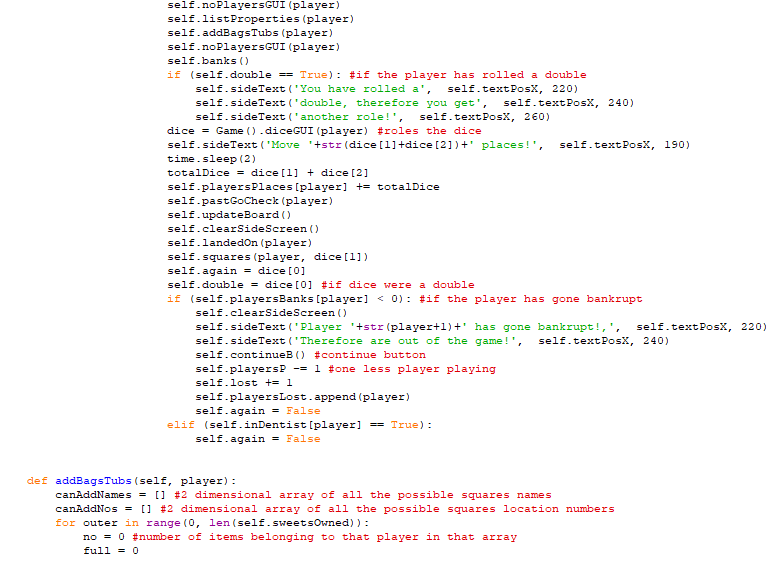 self.noPlayersGUI(player)
self.listProperties(player)
self.addBagsTubs(player)
self.noPlayersGUI(player)
self.banks()
if (self.double == True): #if the player has rolled a double
self.sideText('You have rolled a',  self.textPosX, 220)
self.sideText('double, therefore you get',  self.textPosX, 240)
self.sideText('another role!',  self.textPosX, 260)
dice = Game().diceGUI(player) #roles the dice
self.sideText('Move '+str(dice[1]+dice[2])+' places!',  self.textPosX, 190)
time.sleep(2)
totalDice = dice[1] + dice[2]
self.playersPlaces[player] += totalDice
self.pastGoCheck(player)
self.updateBoard()
self.clearSideScreen()
self.landedOn(player)
self.squares(player, dice[1])
self.again = dice[0]
self.double = dice[0] #if dice were a double
if (self.playersBanks[player] < 0): #if the player has gone bankrupt
self.clearSideScreen()
self.sideText('Player '+str(player+1)+' has gone bankrupt!,',  self.textPosX, 220)
self.sideText('Therefore are out of the game!',  self.textPosX, 240)
self.continueB() #continue button
self.playersP -= 1 #one less player playing
self.lost += 1
self.playersLost.append(player)
self.again = False
elif (self.inDentist[player] == True):
self.again = False
def addBagsTubs(self, player):
canAddNames = [] #2 dimensional array of all the possible squares names
canAddNos = [] #2 dimensional array of all the possible squares location numbers
for outer in range(0, len(self.sweetsOwned)):
no = 0 #number of items belonging to that player in that array
full = 0